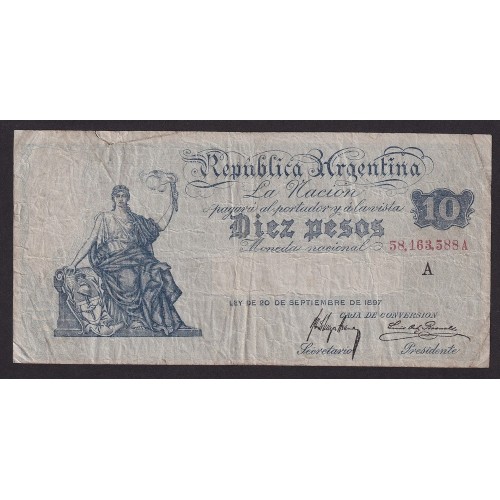 República Argentina
La Nación
pagará al portador y á la vista
Diez pesos
10
Moneda nacional
58,163,588A
A
LEY DE 20 DE SEPTIEMBRE DE 1897
CAJA DE CONVERSION
Secretario
Presidente